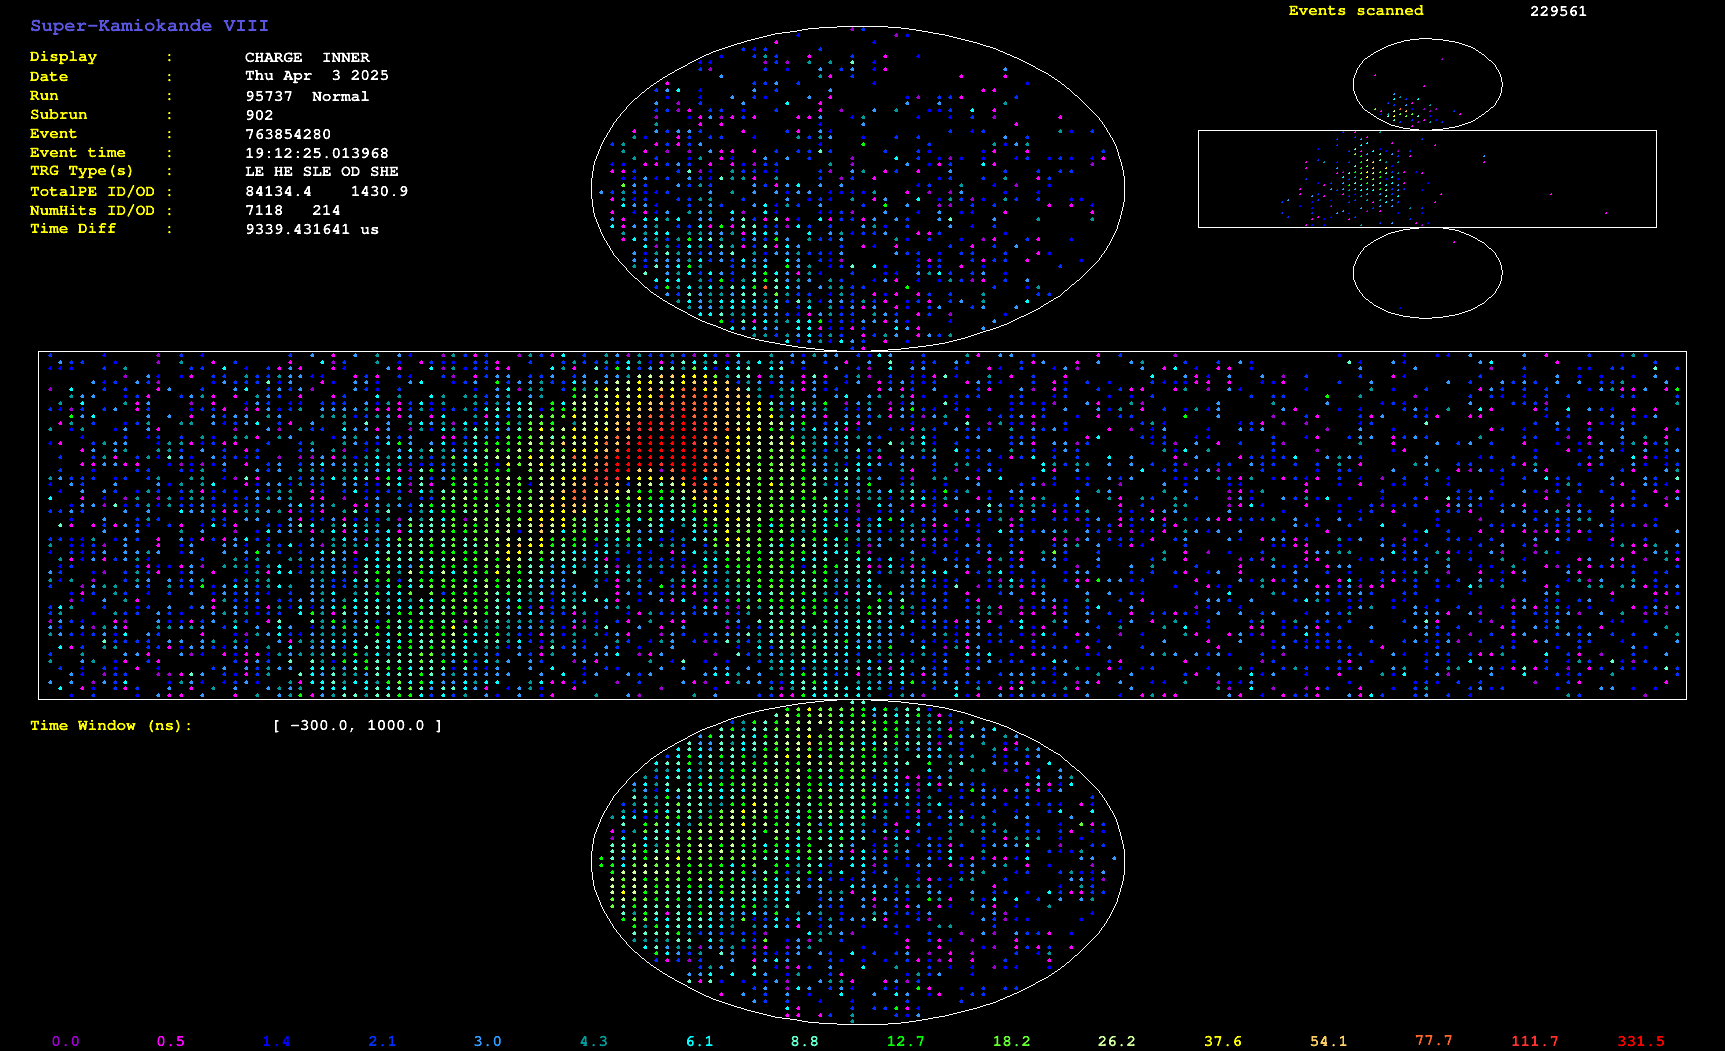 Super-Kamiokande VIII
Events scanned 229561
Display : CHARGE INNER
Date : Thu Apr 3 2025
Run : 95737 Normal
Subrun : 902
Event : 763854280
Event time : 19:12:25.013968
TRG Type(s) : LE HE SLE OD SHE
TotalPE ID/OD : 84134.4 1430.9
NumHits ID/OD : 7118 214
Time Diff : 9339.431641 us
Time Window (ns): [ -300.0, 1000.0 ]
0.0 0.5 1.4 2.1 3.0 4.3 6.1 8.8 12.7 18.2 26.2 37.6 54.1 77.7 111.7 331.5